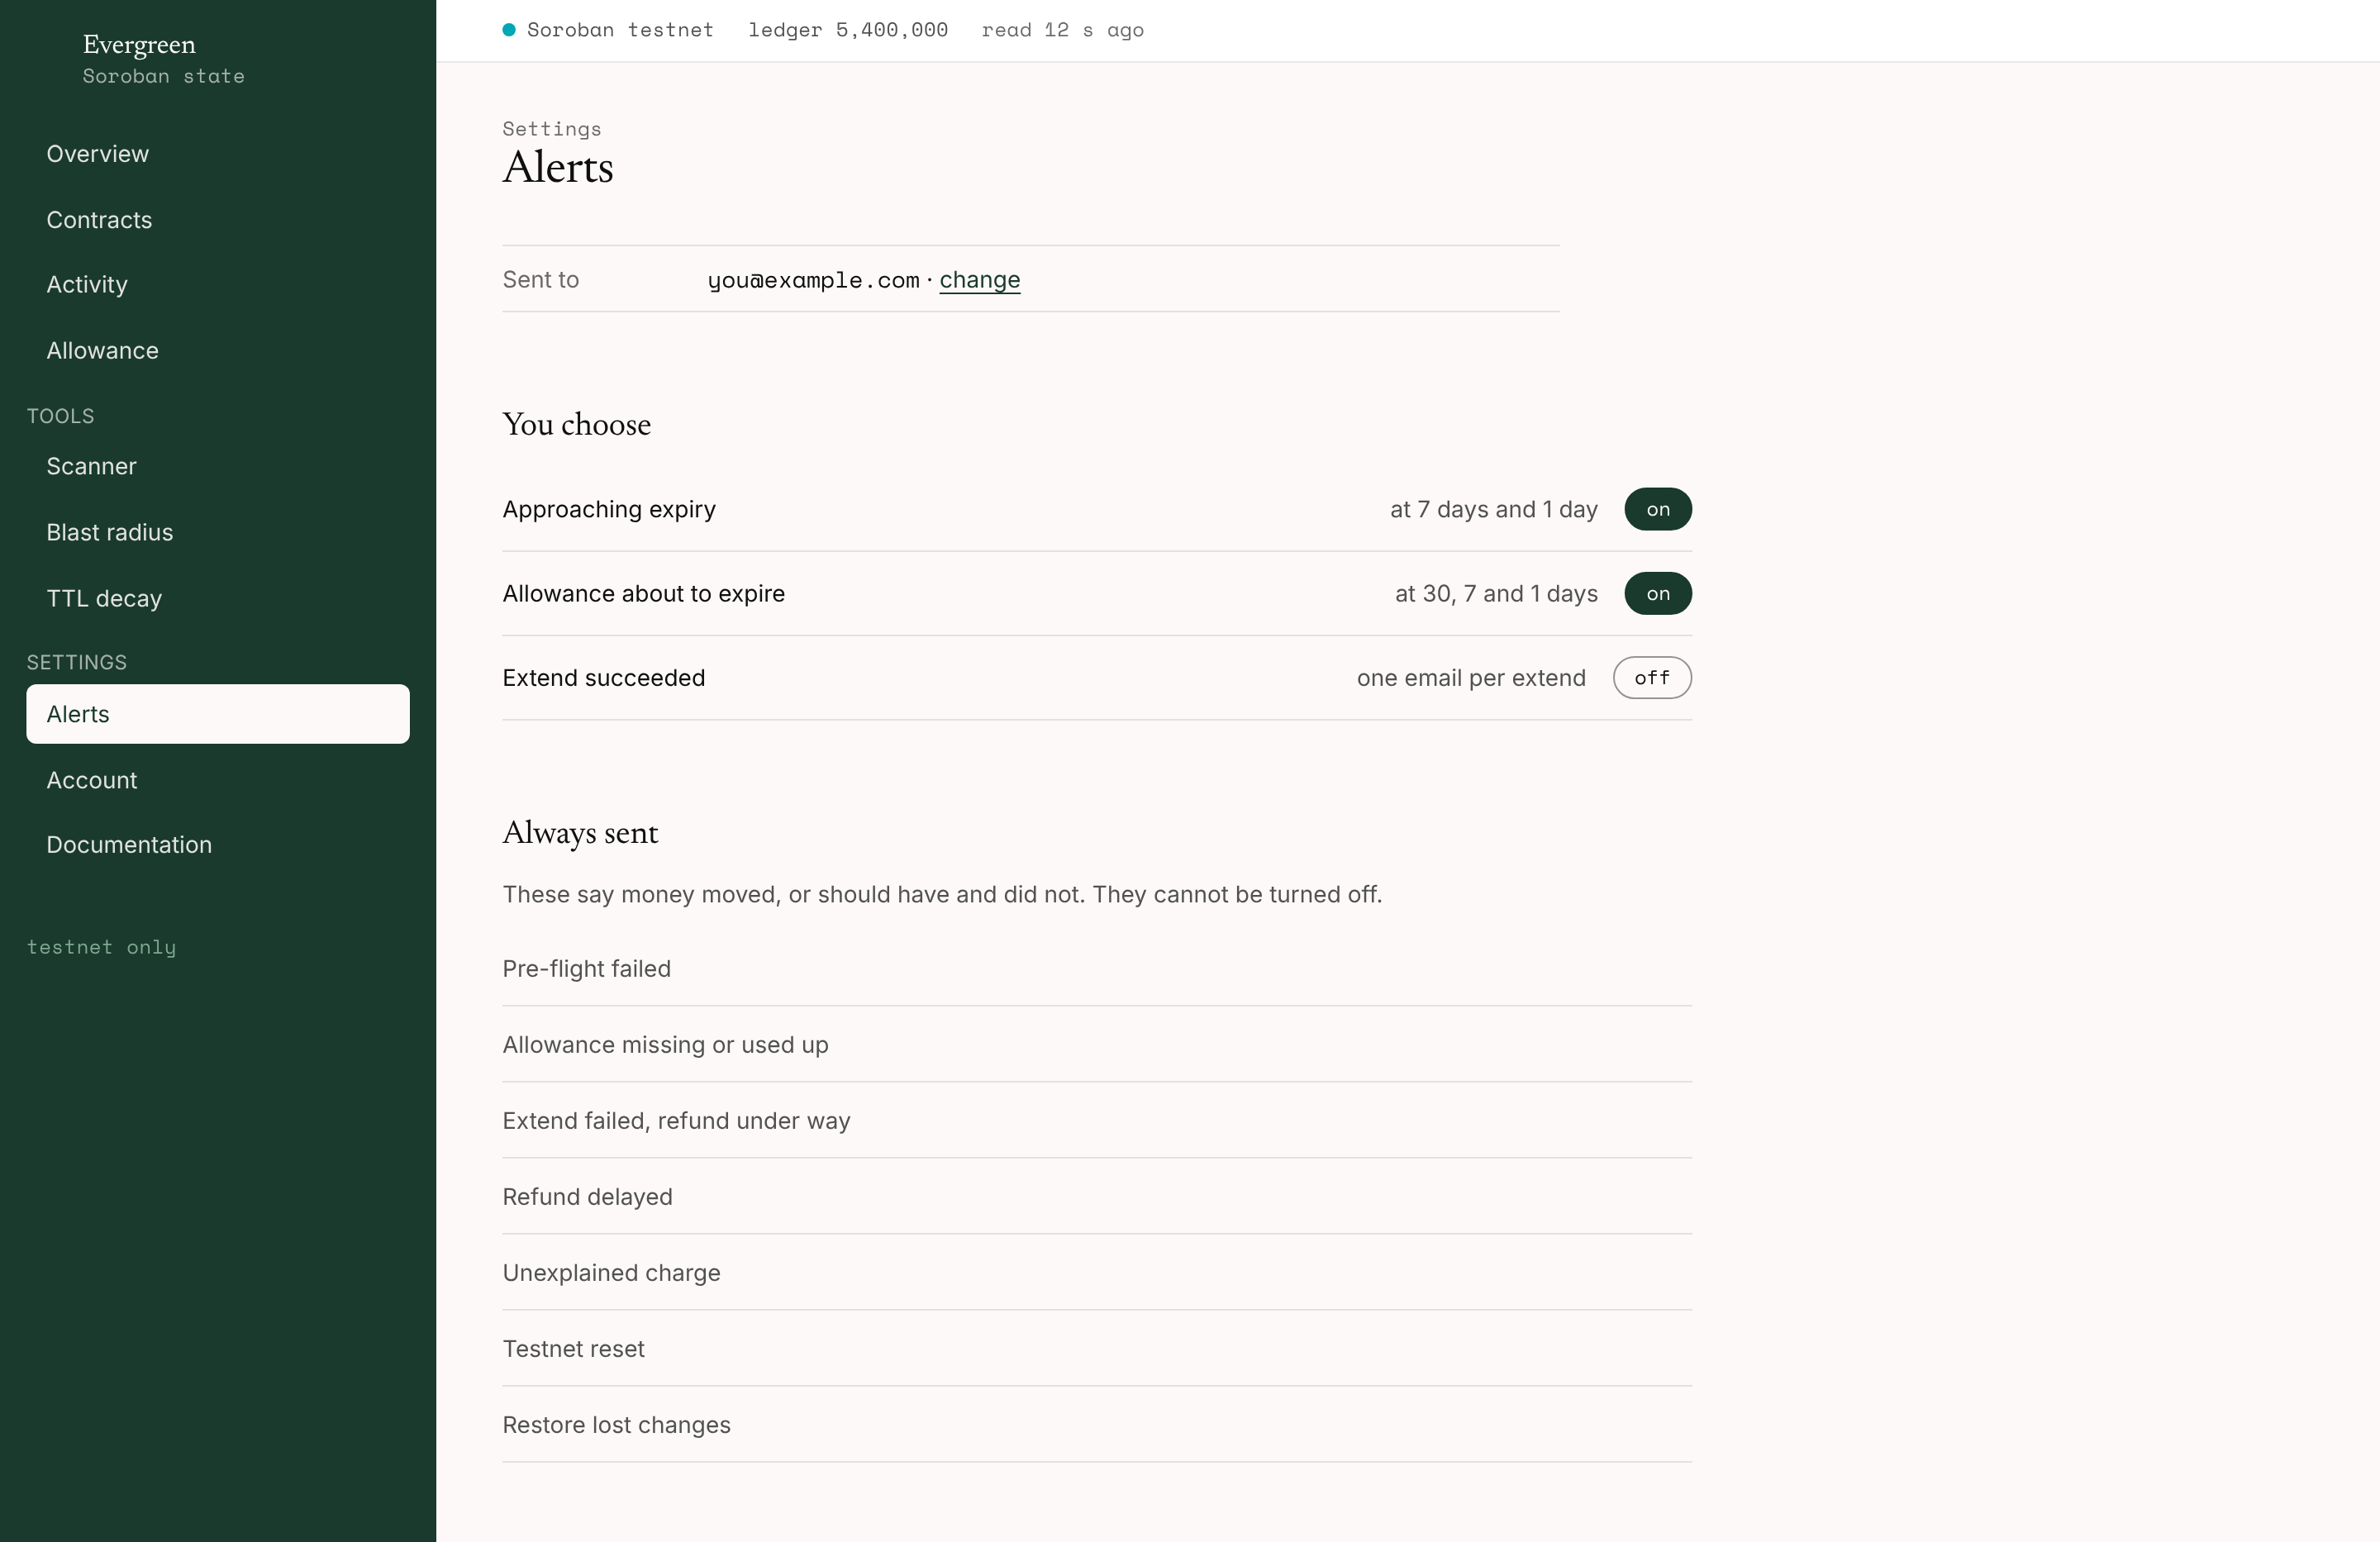 Evergreen
Soroban state
Overview
Contracts
Activity
Allowance
TOOLS
Scanner
Blast radius
TTL decay
SETTINGS
Alerts
Account
Documentation
testnet only
Soroban testnet ledger 5,400,000 read 12 s ago
Settings
Alerts
Sent to you@example.com · change
You choose
Approaching expiry at 7 days and 1 day on
Allowance about to expire at 30, 7 and 1 days on
Extend succeeded one email per extend off
Always sent
These say money moved, or should have and did not. They cannot be turned off.
Pre-flight failed
Allowance missing or used up
Extend failed, refund under way
Refund delayed
Unexplained charge
Testnet reset
Restore lost changes